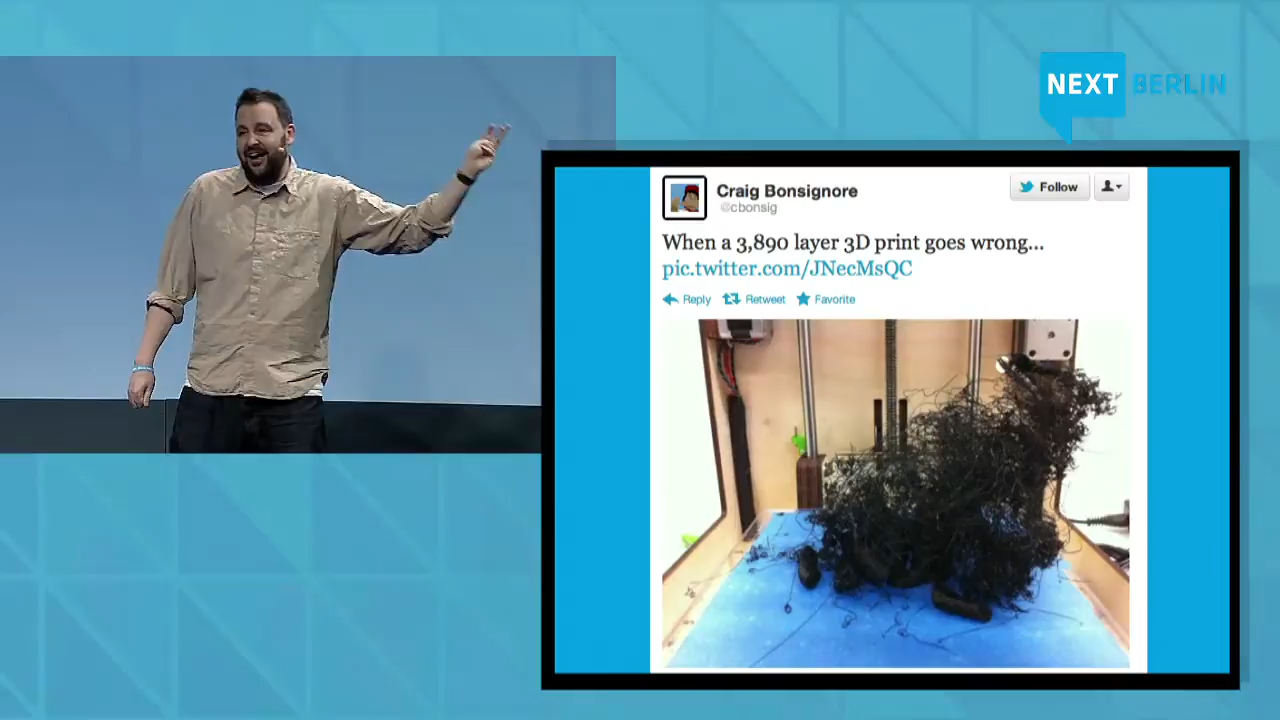 NEXT BERLIN
Craig Bonsignore
@cbonsig
Follow
When a 3,890 layer 3D print goes wrong...
pic.twitter.com/JNecMsQC
Reply Retweet Favorite